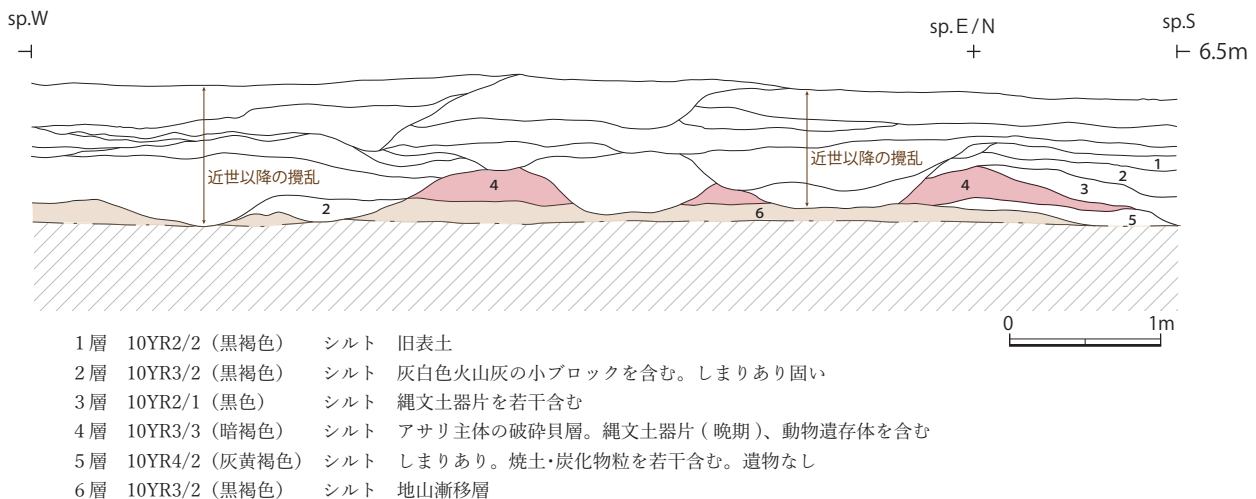 sp.W
sp.E/N
sp.S
6.5m
近世以降の攪乱
近世以降の攪乱
1
2
3
4
4
2
5
6
0 1m
1層 10YR2/2(黒褐色) シルト 旧表土
2層 10YR3/2(黒褐色) シルト 灰白色火山灰の小ブロックを含む。しまりあり固い
3層 10YR2/1(黒色) シルト 縄文土器片を若干含む
4層 10YR3/3(暗褐色) シルト アサリ主体の破砕貝層。縄文土器片(晩期)、動物遺存体を含む
5層 10YR4/2(灰黄褐色) シルト しまりあり。焼土・炭化物粒を若干含む。遺物なし
6層 10YR3/2(黒褐色) シルト 地山漸移層